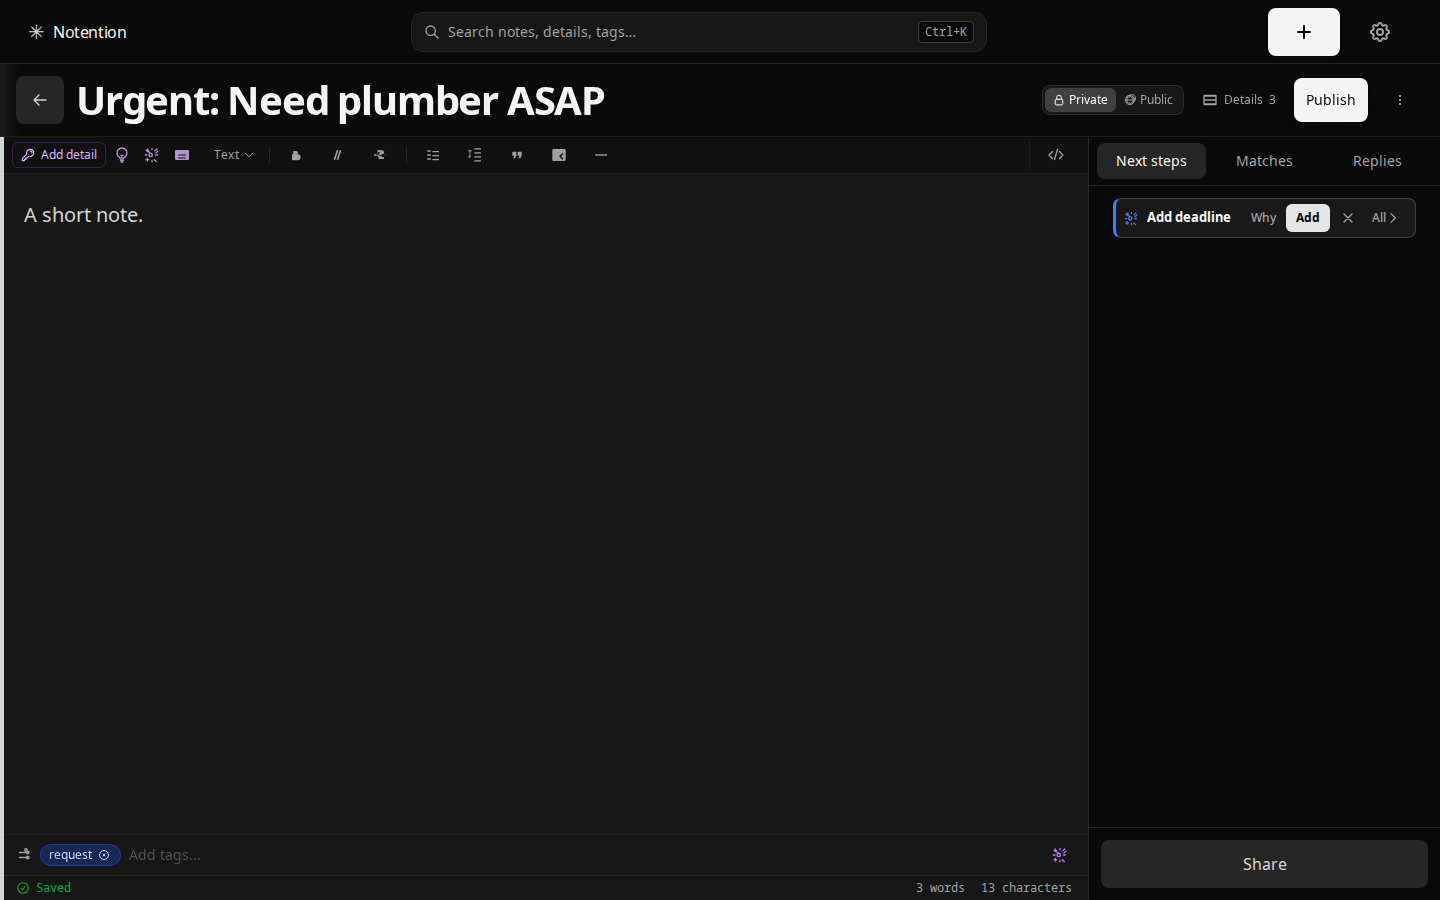 Notention
Search notes, details, tags...
Ctrl+K
Urgent: Need plumber ASAP
Private
Public
Details 3
Publish
Add detail
Text
Next steps
Matches
Replies
A short note.
Add deadline
Why
Add
All
request
Add tags...
Share
Saved
3 words
13 characters